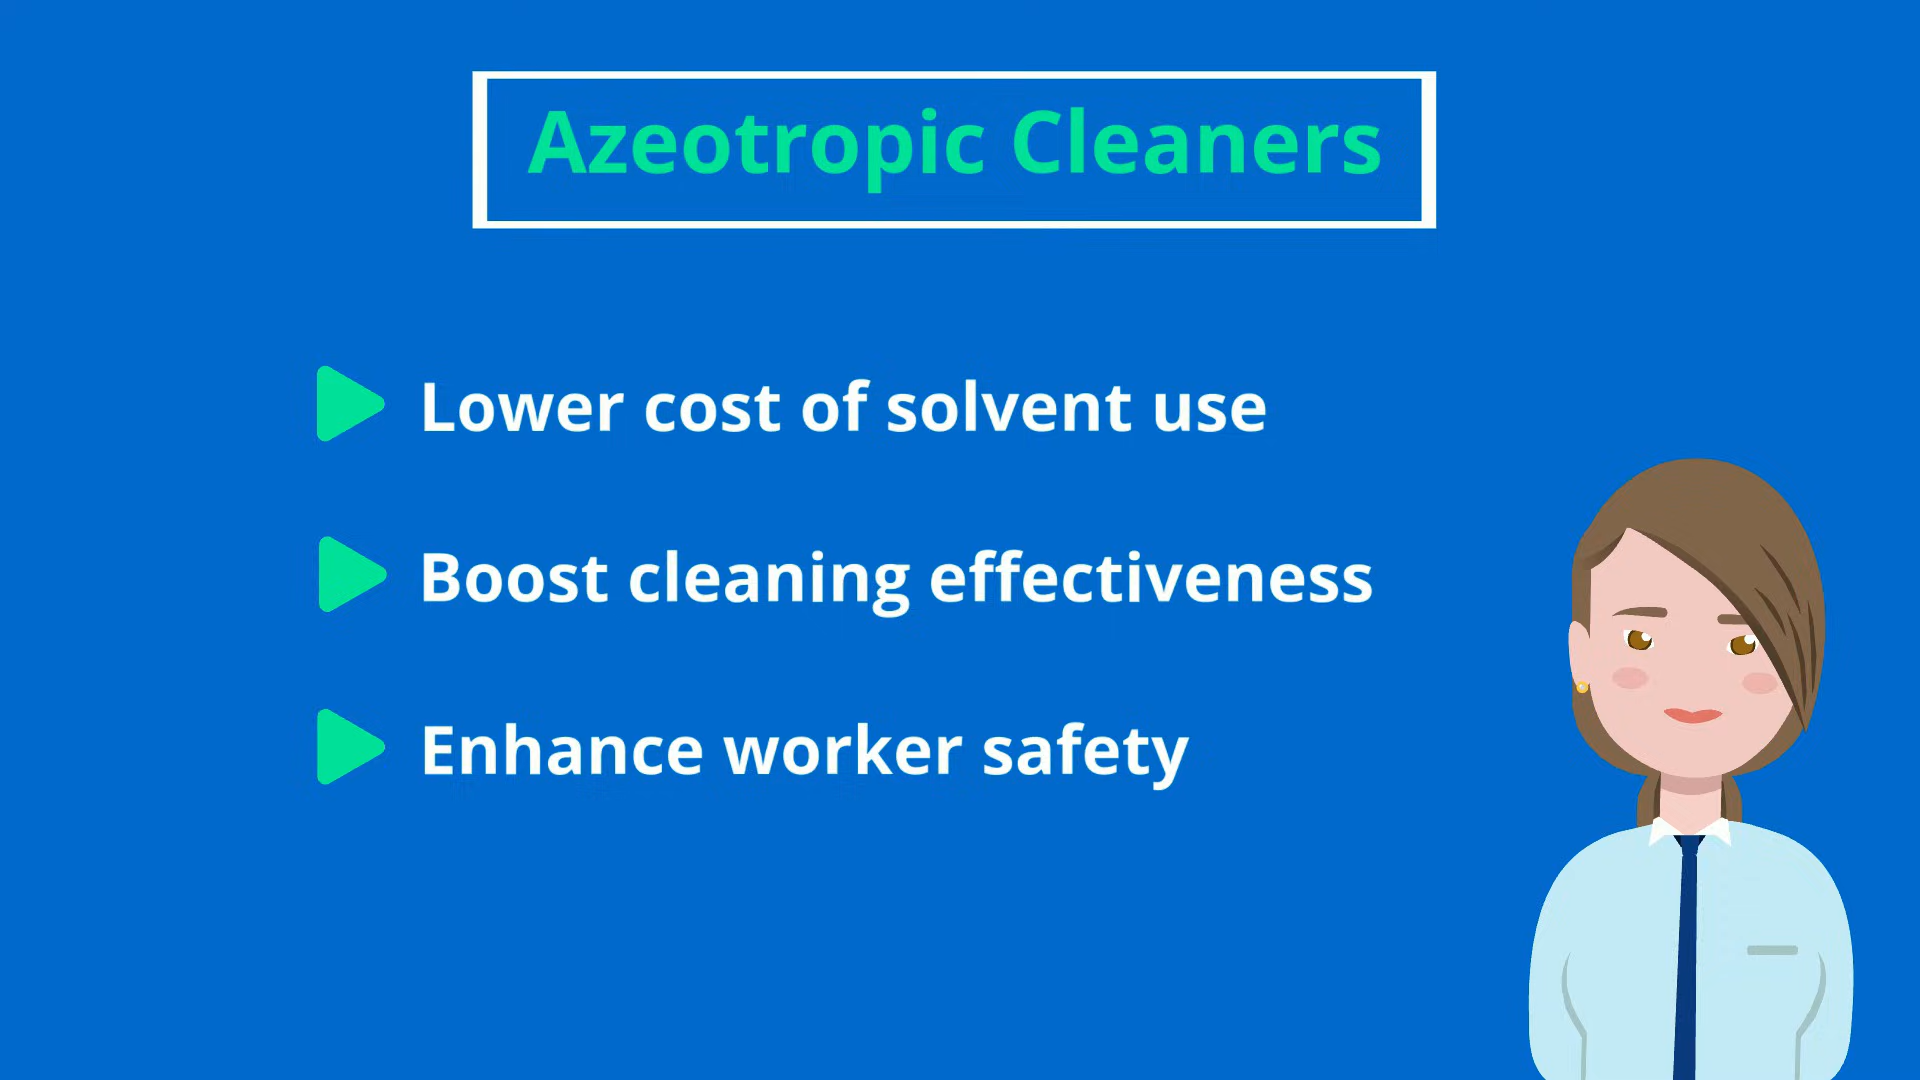 Azeotropic Cleaners
Lower cost of solvent use
Boost cleaning effectiveness
Enhance worker safety